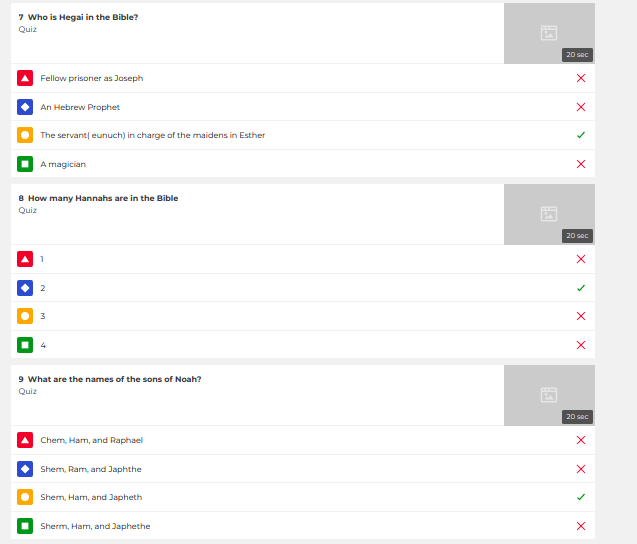 7 Who is Hegai in the Bible?
Quiz
20 sec
Fellow prisoner as Joseph
An Hebrew Prophet
The servant( eunuch) in charge of the maidens in Esther
A magician
8 How many Hannahs are in the Bible
Quiz
20 sec
1
2
3
4
9 What are the names of the sons of Noah?
Quiz
20 sec
Chem, Ham, and Raphael
Shem, Ram, and Japhthe
Shem, Ham, and Japheth
Sherm, Ham, and Japhethe